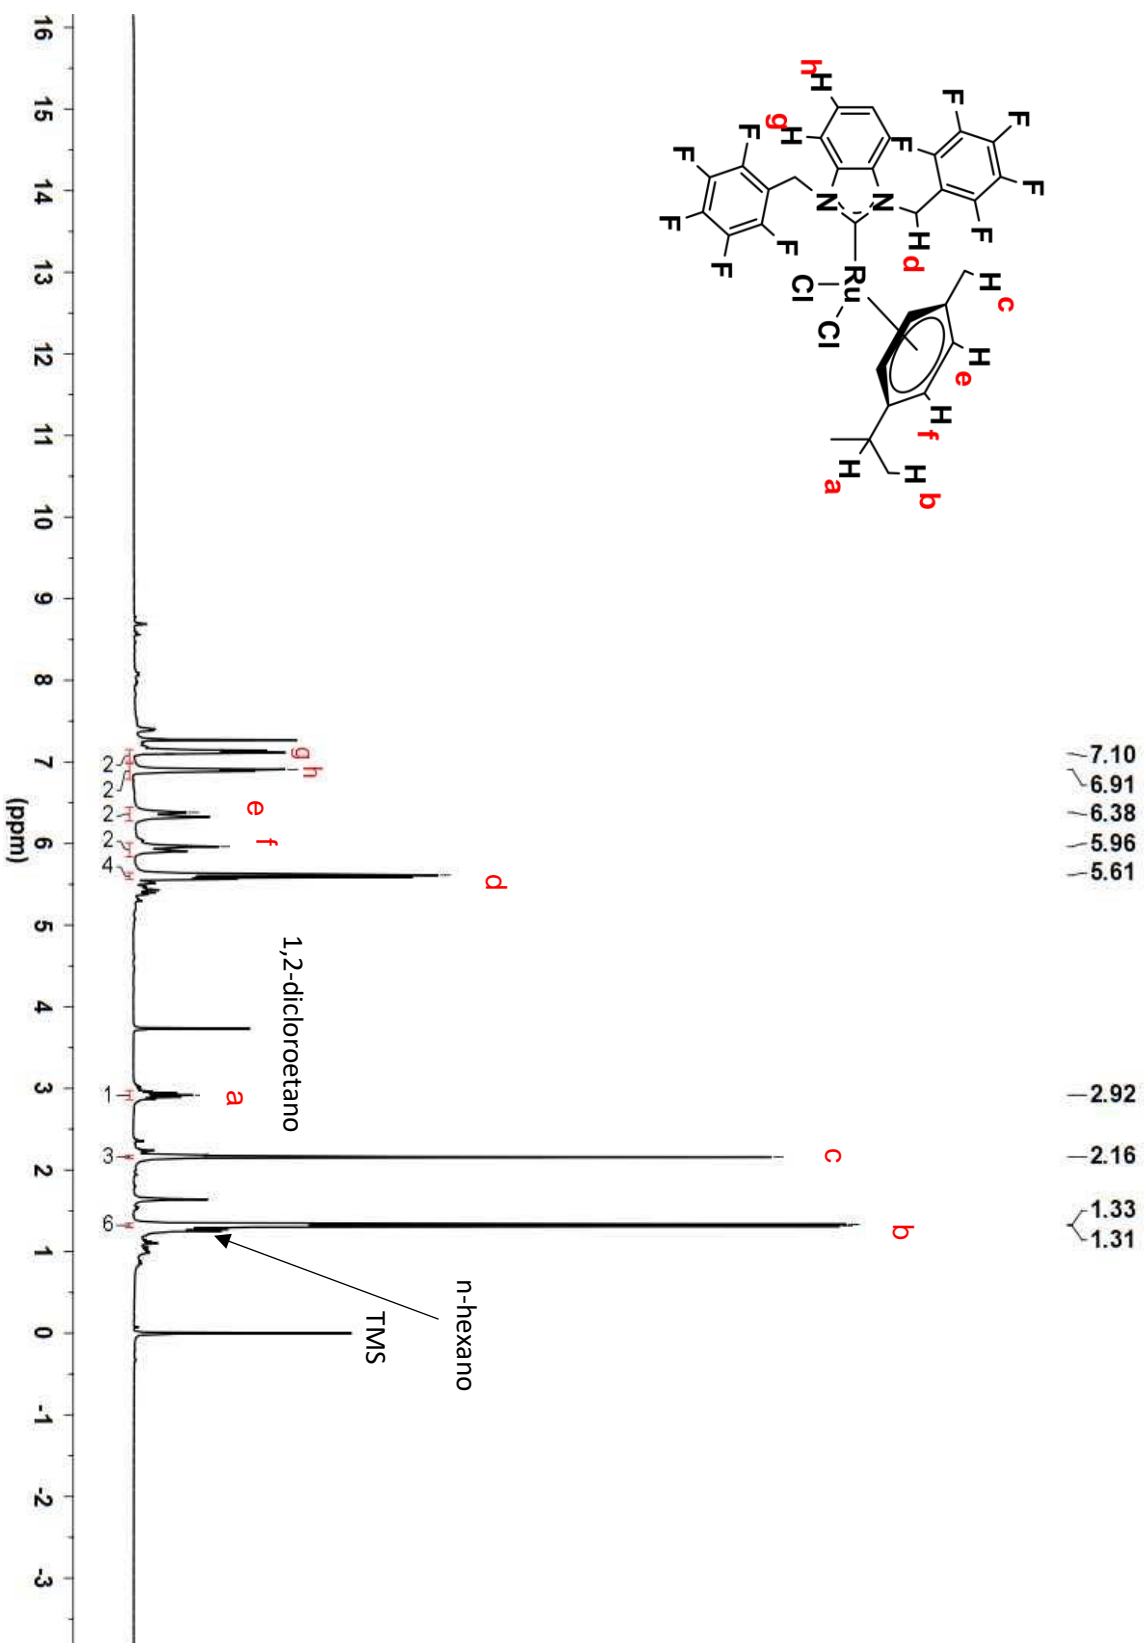 F
F
F
F
F
H d
H c
H e
H f
H a
H b
h H
g H
N
N
Ru
Cl
Cl
F
F
F
F
F
7.10
6.91
6.38
5.96
5.61
2.92
2.16
1.33
1.31
g
h
e
f
d
a
c
b
1,2-dicloroetano
n-hexano
TMS
2
2
2
2
4
1
3
6
16 15 14 13 12 11 10 9 8 7 6 5 4 3 2 1 0 -1 -2 -3
(ppm)